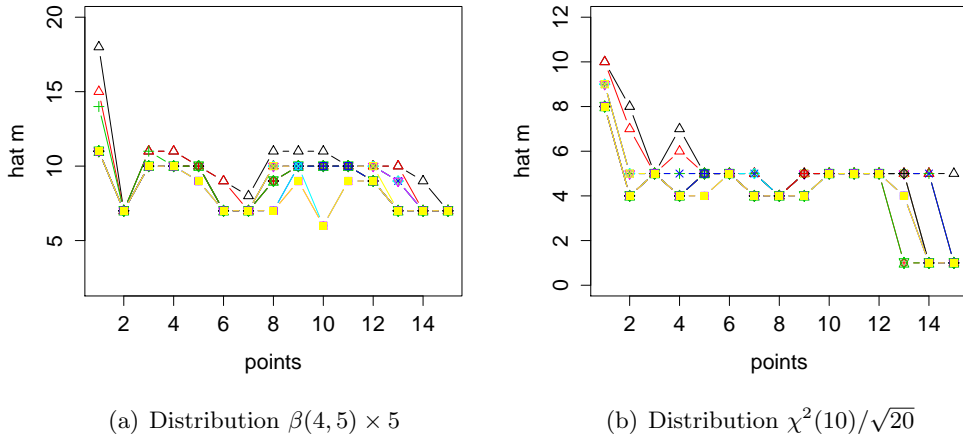 20
15
10
5
hat m
2 4 6 8 10 12 14
points
12
10
8
6
4
2
0
hat m
2 4 6 8 10 12 14
points
(a) Distribution β(4, 5) × 5
(b) Distribution χ²(10)/√20